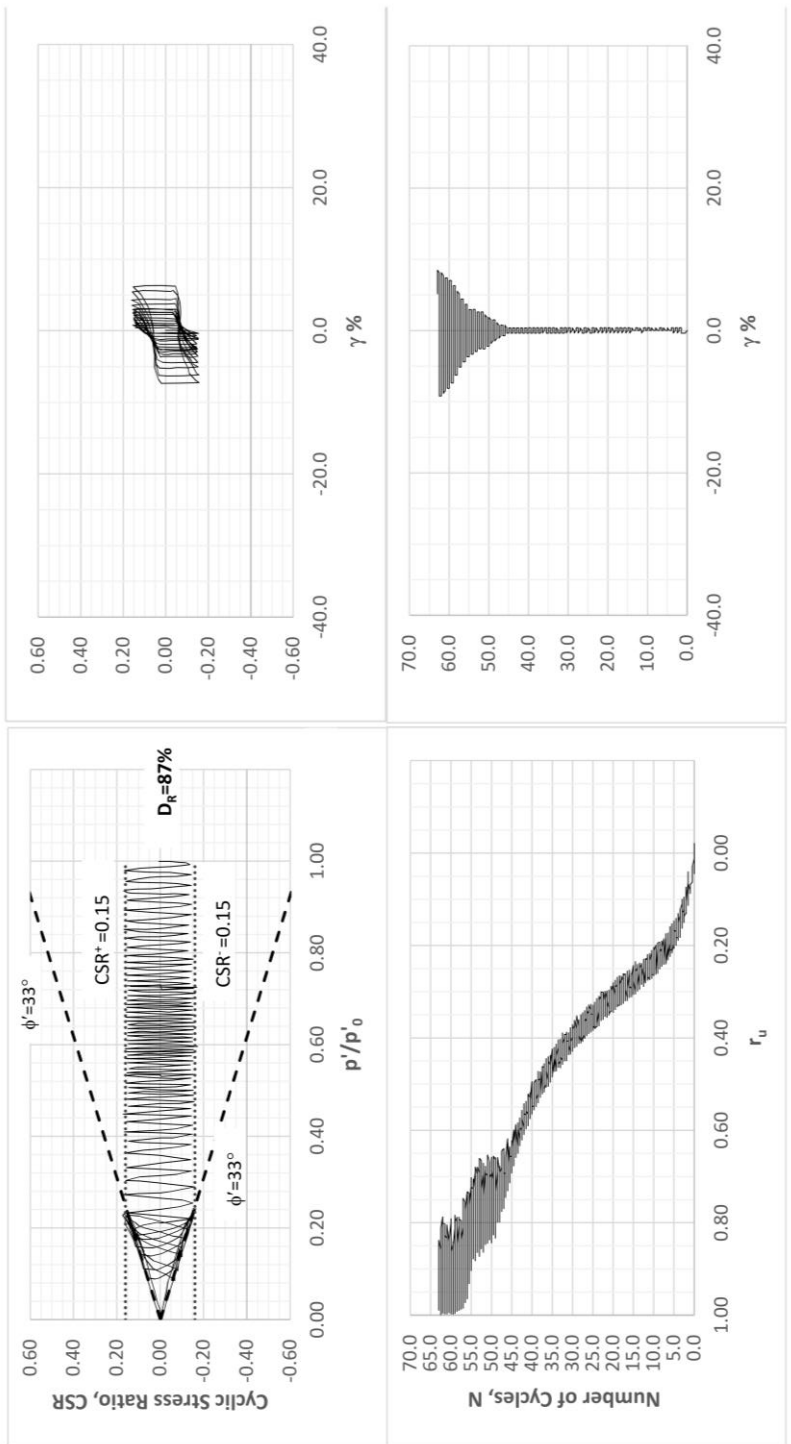 0.60
0.40
0.20
0.00
-0.20
-0.40
-0.60
Cyclic Stress Ratio, CSR
ϕ'=33°
CSR⁺=0.15
D_R=87%
CSR⁻=0.15
ϕ'=33°
0.00 0.20 0.40 0.60 0.80 1.00
p'/p'₀
0.60
0.40
0.20
0.00
-0.20
-0.40
-0.60
-40.0 -20.0 0.0 20.0 40.0
γ %
70.0
65.0
60.0
55.0
50.0
45.0
40.0
35.0
30.0
25.0
20.0
15.0
10.0
5.0
0.0
Number of Cycles, N
1.00 0.80 0.60 0.40 0.20 0.00
r_u
70.0
60.0
50.0
40.0
30.0
20.0
10.0
0.0
-40.0 -20.0 0.0 20.0 40.0
γ %